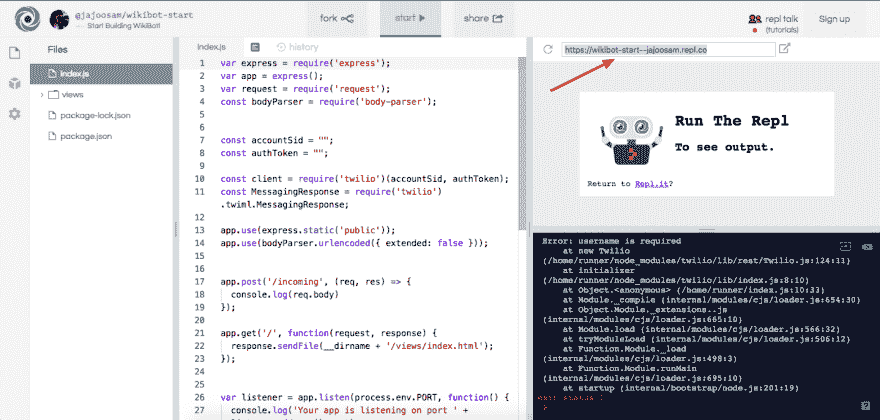 @jajoosam/wikibot-start
Start Building WikiBot!
fork
start
share
repl talk
(tutorials)
Sign up
Files
index.js
views
package-lock.json
package.json
index.js
history
1 var express = require('express');
2 var app = express();
3 var request = require('request');
4 const bodyParser = require('body-parser');
5
6
7 const accountSid = "";
8 const authToken = "";
9
10 const client = require('twilio')(accountSid, authToken);
11 const MessagingResponse = require('twilio')
.twiml.MessagingResponse;
12
13 app.use(express.static('public'));
14 app.use(bodyParser.urlencoded({ extended: false }));
15
16
17 app.post('/incoming', (req, res) => {
18 console.log(req.body)
19 });
20
21 app.get('/', function(request, response) {
22 response.sendFile(__dirname + '/views/index.html');
23 });
24
25
26 var listener = app.listen(process.env.PORT, function() {
27 console.log('Your app is listening on port ' +
https://wikibot-start--jajoosam.repl.co
Run The Repl
To see output.
Return to Repl.it?
Error: username is required
at new Twilio
(/home/runner/node_modules/twilio/lib/rest/Twilio.js:124:11)
at initializer
(/home/runner/node_modules/twilio/lib/index.js:8:10)
at Object.<anonymous> (/home/runner/index.js:10:33)
at Module._compile (internal/modules/cjs/loader.js:654:30)
at Object.Module._extensions..js
(internal/modules/cjs/loader.js:665:10)
at Module.load (internal/modules/cjs/loader.js:566:32)
at tryModuleLoad (internal/modules/cjs/loader.js:506:12)
at Function.Module._load
(internal/modules/cjs/loader.js:498:3)
at Function.Module.runMain
(internal/modules/cjs/loader.js:695:10)
at startup (internal/bootstrap/node.js:201:19)
exit status 1